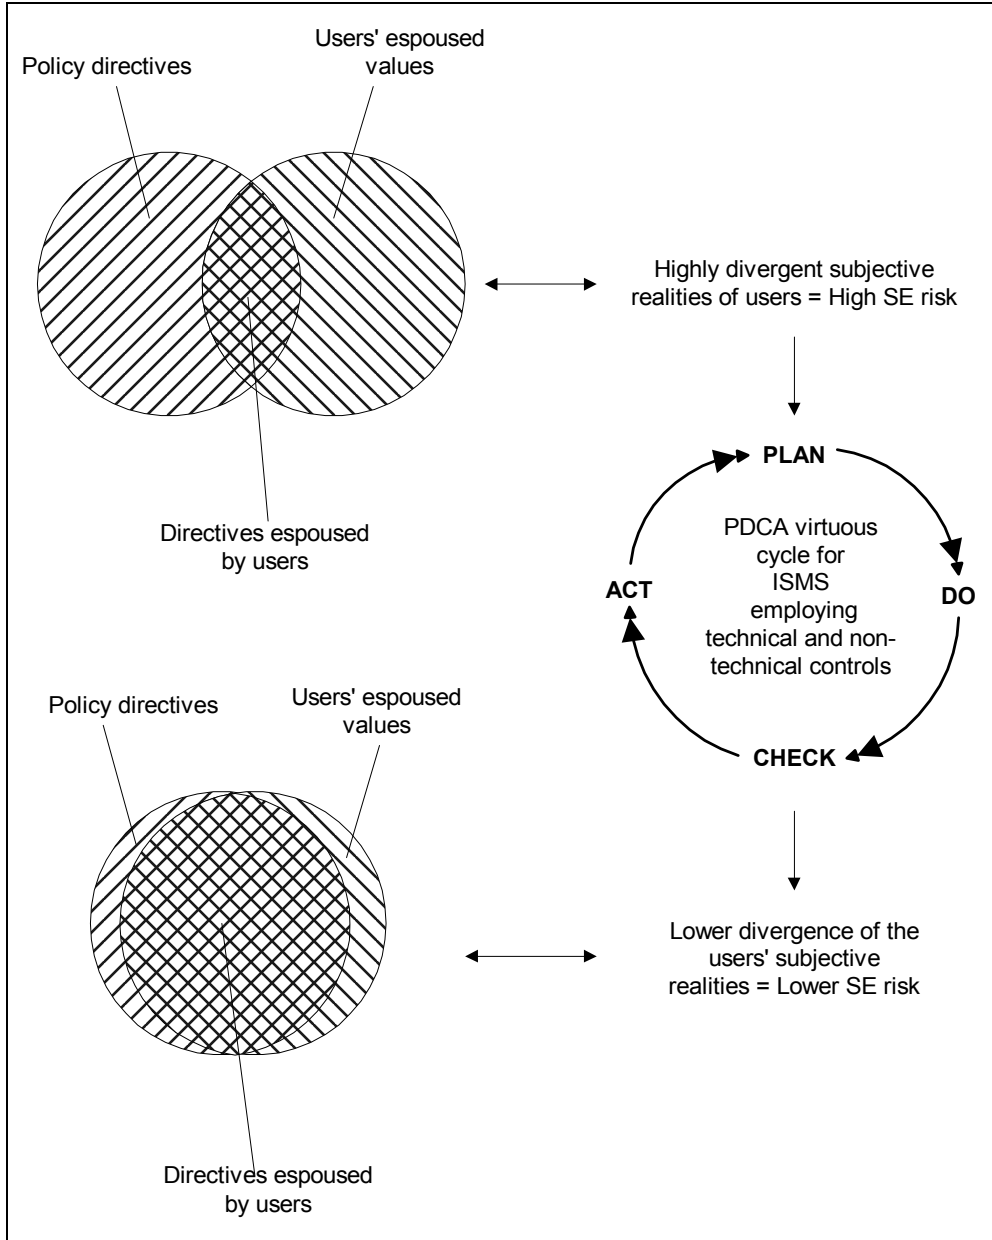 Users' espoused
values
Policy directives
Highly divergent subjective
realities of users = High SE risk
Directives espoused
by users
PLAN
PDCA virtuous
cycle for
ISMS
employing
technical and non-
technical controls
ACT
DO
CHECK
Policy directives
Users' espoused
values
Lower divergence of the
users' subjective
realities = Lower SE risk
Directives espoused
by users